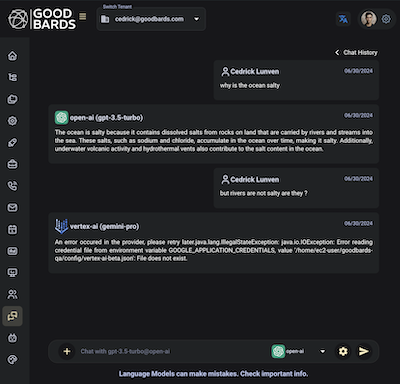 GOOD
BARDS
Switch Tenant
cedrick@goodbards.com
Chat History
Cedrick Lunven
06/30/2024
why is the ocean salty
open-ai (gpt-3.5-turbo)
06/30/2024
The ocean is salty because it contains dissolved salts from rocks on land that are carried by rivers and streams into
the sea. These salts, such as sodium and chloride, accumulate in the ocean over time, making it salty. Additionally,
underwater volcanic activity and hydrothermal vents also contribute to the salt content in the ocean.
Cedrick Lunven
06/30/2024
but rivers are not salty are they ?
vertex-ai (gemini-pro)
06/30/2024
An error occured in the provider, please retry later.java.lang.IllegalStateException: java.io.IOException: Error reading
credential file from environment variable GOOGLE_APPLICATION_CREDENTIALS, value '/home/ec2-user/goodbards-
qa/config/vertex-ai-beta.json': File does not exist.
Chat with gpt-3.5-turbo@open-ai
open-ai
Language Models can make mistakes. Check important info.